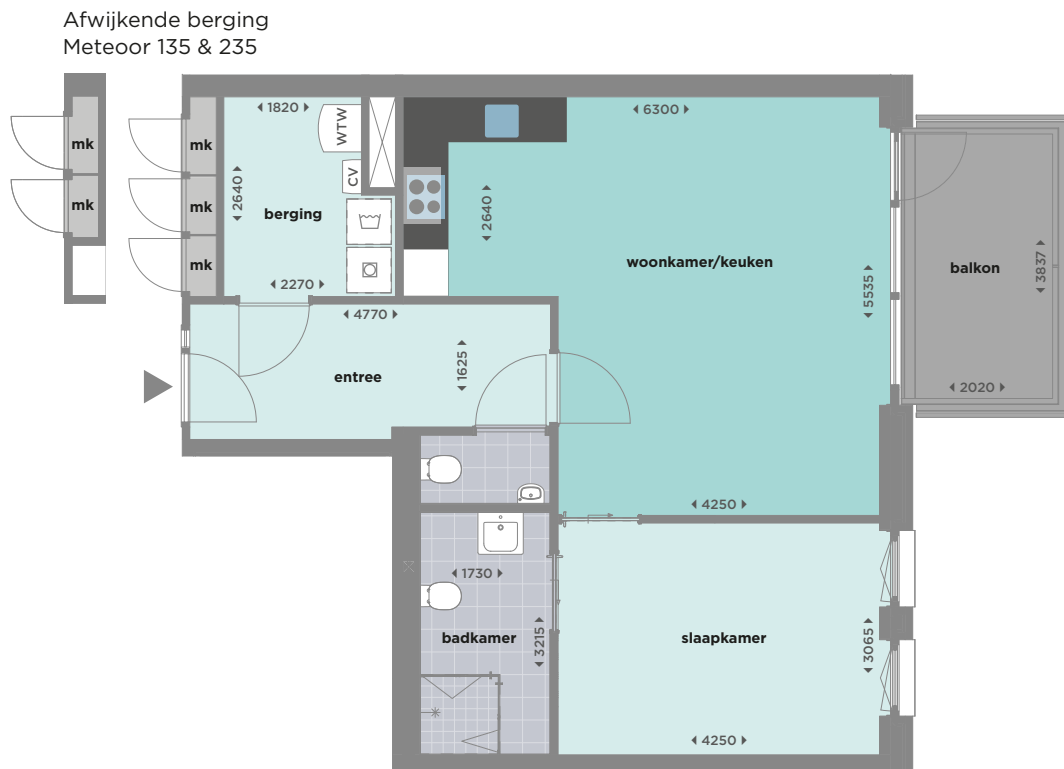 Afwijkende berging
Meteoor 135 & 235
1820
6300
WTW
mk
mk
CV
2640
mk
mk
2640
berging
woonkamer/keuken
balkon
3837
mk
2270
5535
4770
entree
1625
2020
4250
1730
badkamer
3215
slaapkamer
3065
4250